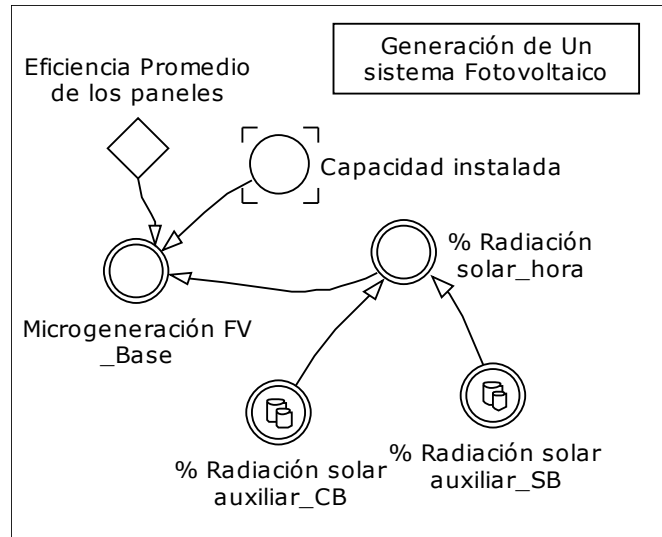 Generación de Un
sistema Fotovoltaico
Eficiencia Promedio
de los paneles
Capacidad instalada
% Radiación
solar_hora
Microgeneración FV
_Base
% Radiación solar
auxiliar_CB
% Radiación solar
auxiliar_SB